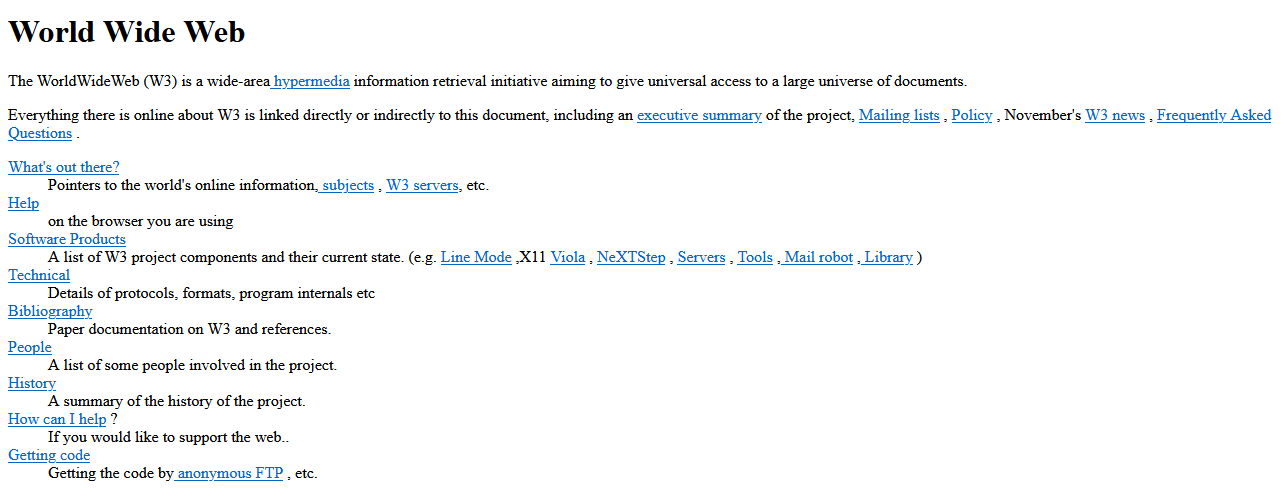 World Wide Web
The WorldWideWeb (W3) is a wide-area hypermedia information retrieval initiative aiming to give universal access to a large universe of documents.
Everything there is online about W3 is linked directly or indirectly to this document, including an executive summary of the project, Mailing lists , Policy , November's W3 news , Frequently Asked
Questions .
What's out there?
Pointers to the world's online information, subjects , W3 servers, etc.
Help
on the browser you are using
Software Products
A list of W3 project components and their current state. (e.g. Line Mode ,X11 Viola , NeXTStep , Servers , Tools , Mail robot , Library )
Technical
Details of protocols, formats, program internals etc
Bibliography
Paper documentation on W3 and references.
People
A list of some people involved in the project.
History
A summary of the history of the project.
How can I help ?
If you would like to support the web..
Getting code
Getting the code by anonymous FTP , etc.